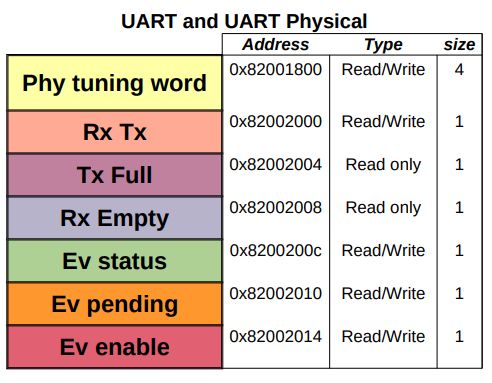 UART and UART Physical
Address Type size
Phy tuning word 0x82001800 Read/Write 4
Rx Tx 0x82002000 Read/Write 1
Tx Full 0x82002004 Read only 1
Rx Empty 0x82002008 Read only 1
Ev status 0x8200200c Read/Write 1
Ev pending 0x82002010 Read/Write 1
Ev enable 0x82002014 Read/Write 1